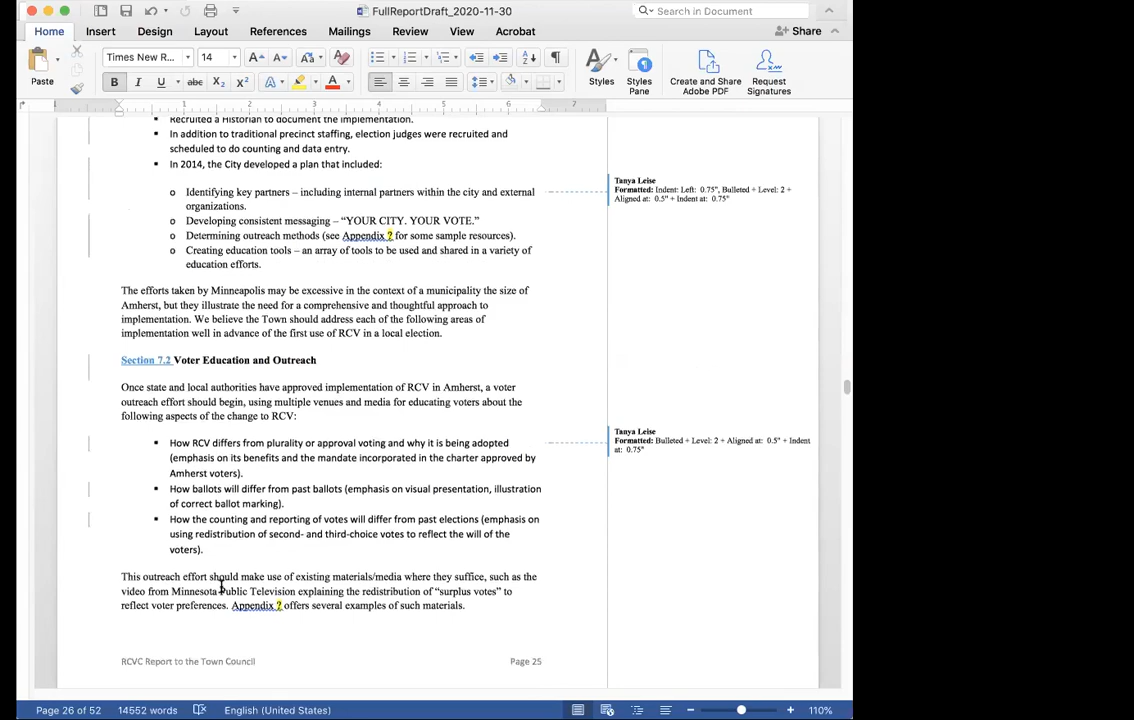 FullReportDraft_2020-11-30
Search in Document
Home Insert Design Layout References Mailings Review View Acrobat
Share
Paste
Times New R... 14
Styles
Styles Pane
Create and Share Adobe PDF
Request Signatures
1 2 3 4 5 6 7
Recruited a Historian to document the implementation.
In addition to traditional precinct staffing, election judges were recruited and
scheduled to do counting and data entry.
In 2014, the City developed a plan that included:
o Identifying key partners – including internal partners within the city and external
organizations.
o Developing consistent messaging – “YOUR CITY. YOUR VOTE.”
o Determining outreach methods (see Appendix ? for some sample resources).
o Creating education tools – an array of tools to be used and shared in a variety of
education efforts.
Tanya Leise
Formatted: Indent: Left: 0.75", Bulleted + Level: 2 +
Aligned at: 0.5" + Indent at: 0.75"
The efforts taken by Minneapolis may be excessive in the context of a municipality the size of
Amherst, but they illustrate the need for a comprehensive and thoughtful approach to
implementation. We believe the Town should address each of the following areas of
implementation well in advance of the first use of RCV in a local election.
Section 7.2 Voter Education and Outreach
Once state and local authorities have approved implementation of RCV in Amherst, a voter
outreach effort should begin, using multiple venues and media for educating voters about the
following aspects of the change to RCV:
How RCV differs from plurality or approval voting and why it is being adopted
(emphasis on its benefits and the mandate incorporated in the charter approved by
Amherst voters).
How ballots will differ from past ballots (emphasis on visual presentation, illustration
of correct ballot marking).
How the counting and reporting of votes will differ from past elections (emphasis on
using redistribution of second- and third-choice votes to reflect the will of the
voters).
Tanya Leise
Formatted: Bulleted + Level: 2 + Aligned at: 0.5" + Indent
at: 0.75"
This outreach effort should make use of existing materials/media where they suffice, such as the
video from Minnesota Public Television explaining the redistribution of “surplus votes” to
reflect voter preferences. Appendix ? offers several examples of such materials.
RCVC Report to the Town Council Page 25
Page 26 of 52 14552 words English (United States) 110%